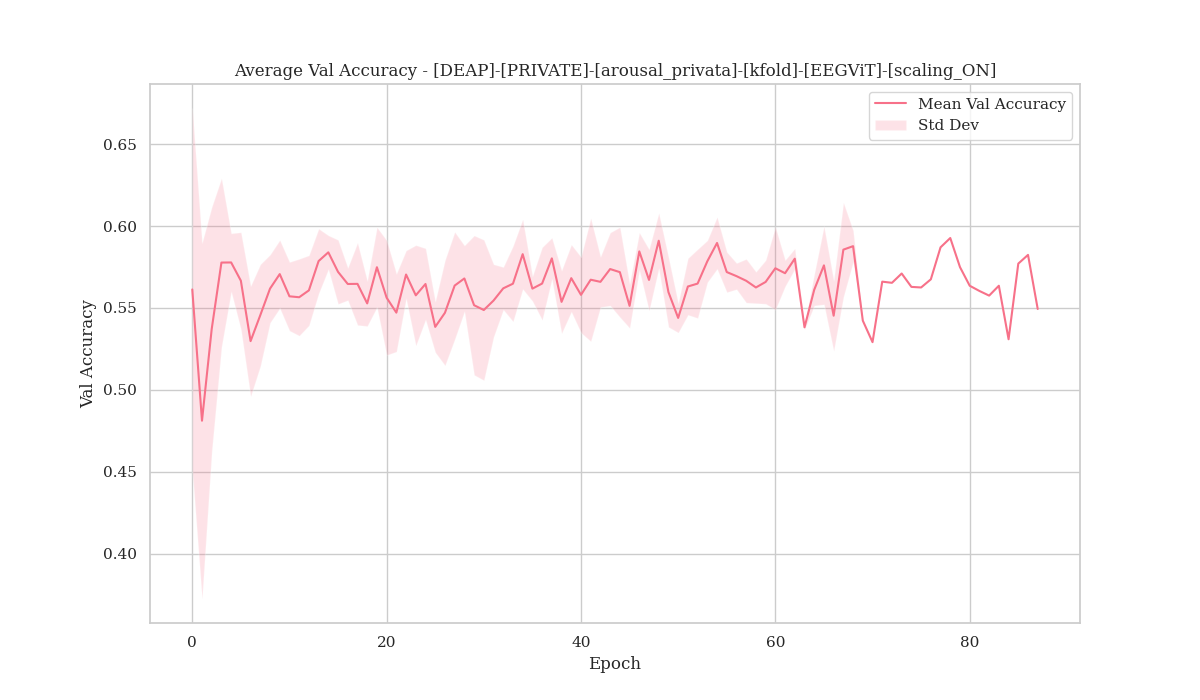 Average Val Accuracy - [DEAP]-[PRIVATE]-[arousal_privata]-[kfold]-[EEGViT]-[scaling_ON]
Mean Val Accuracy
Std Dev
0.65
0.60
0.55
0.50
0.45
0.40
Val Accuracy
0 20 40 60 80
Epoch